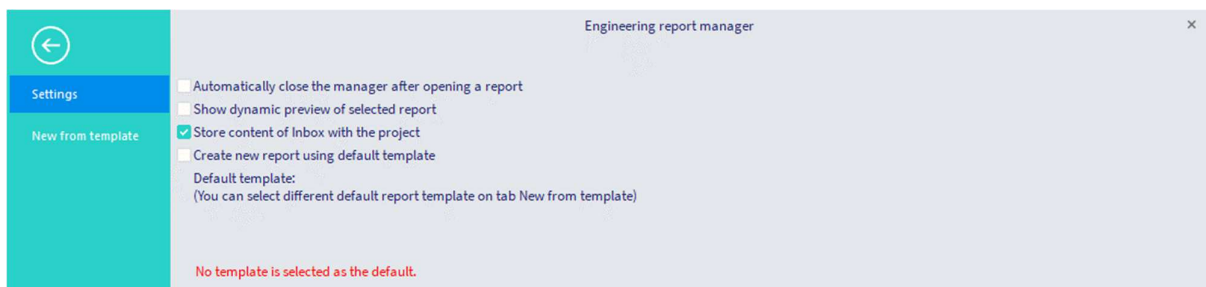 Engineering report manager
Settings
New from template
Automatically close the manager after opening a report
Show dynamic preview of selected report
Store content of Inbox with the project
Create new report using default template
Default template:
(You can select different default report template on tab New from template)
No template is selected as the default.